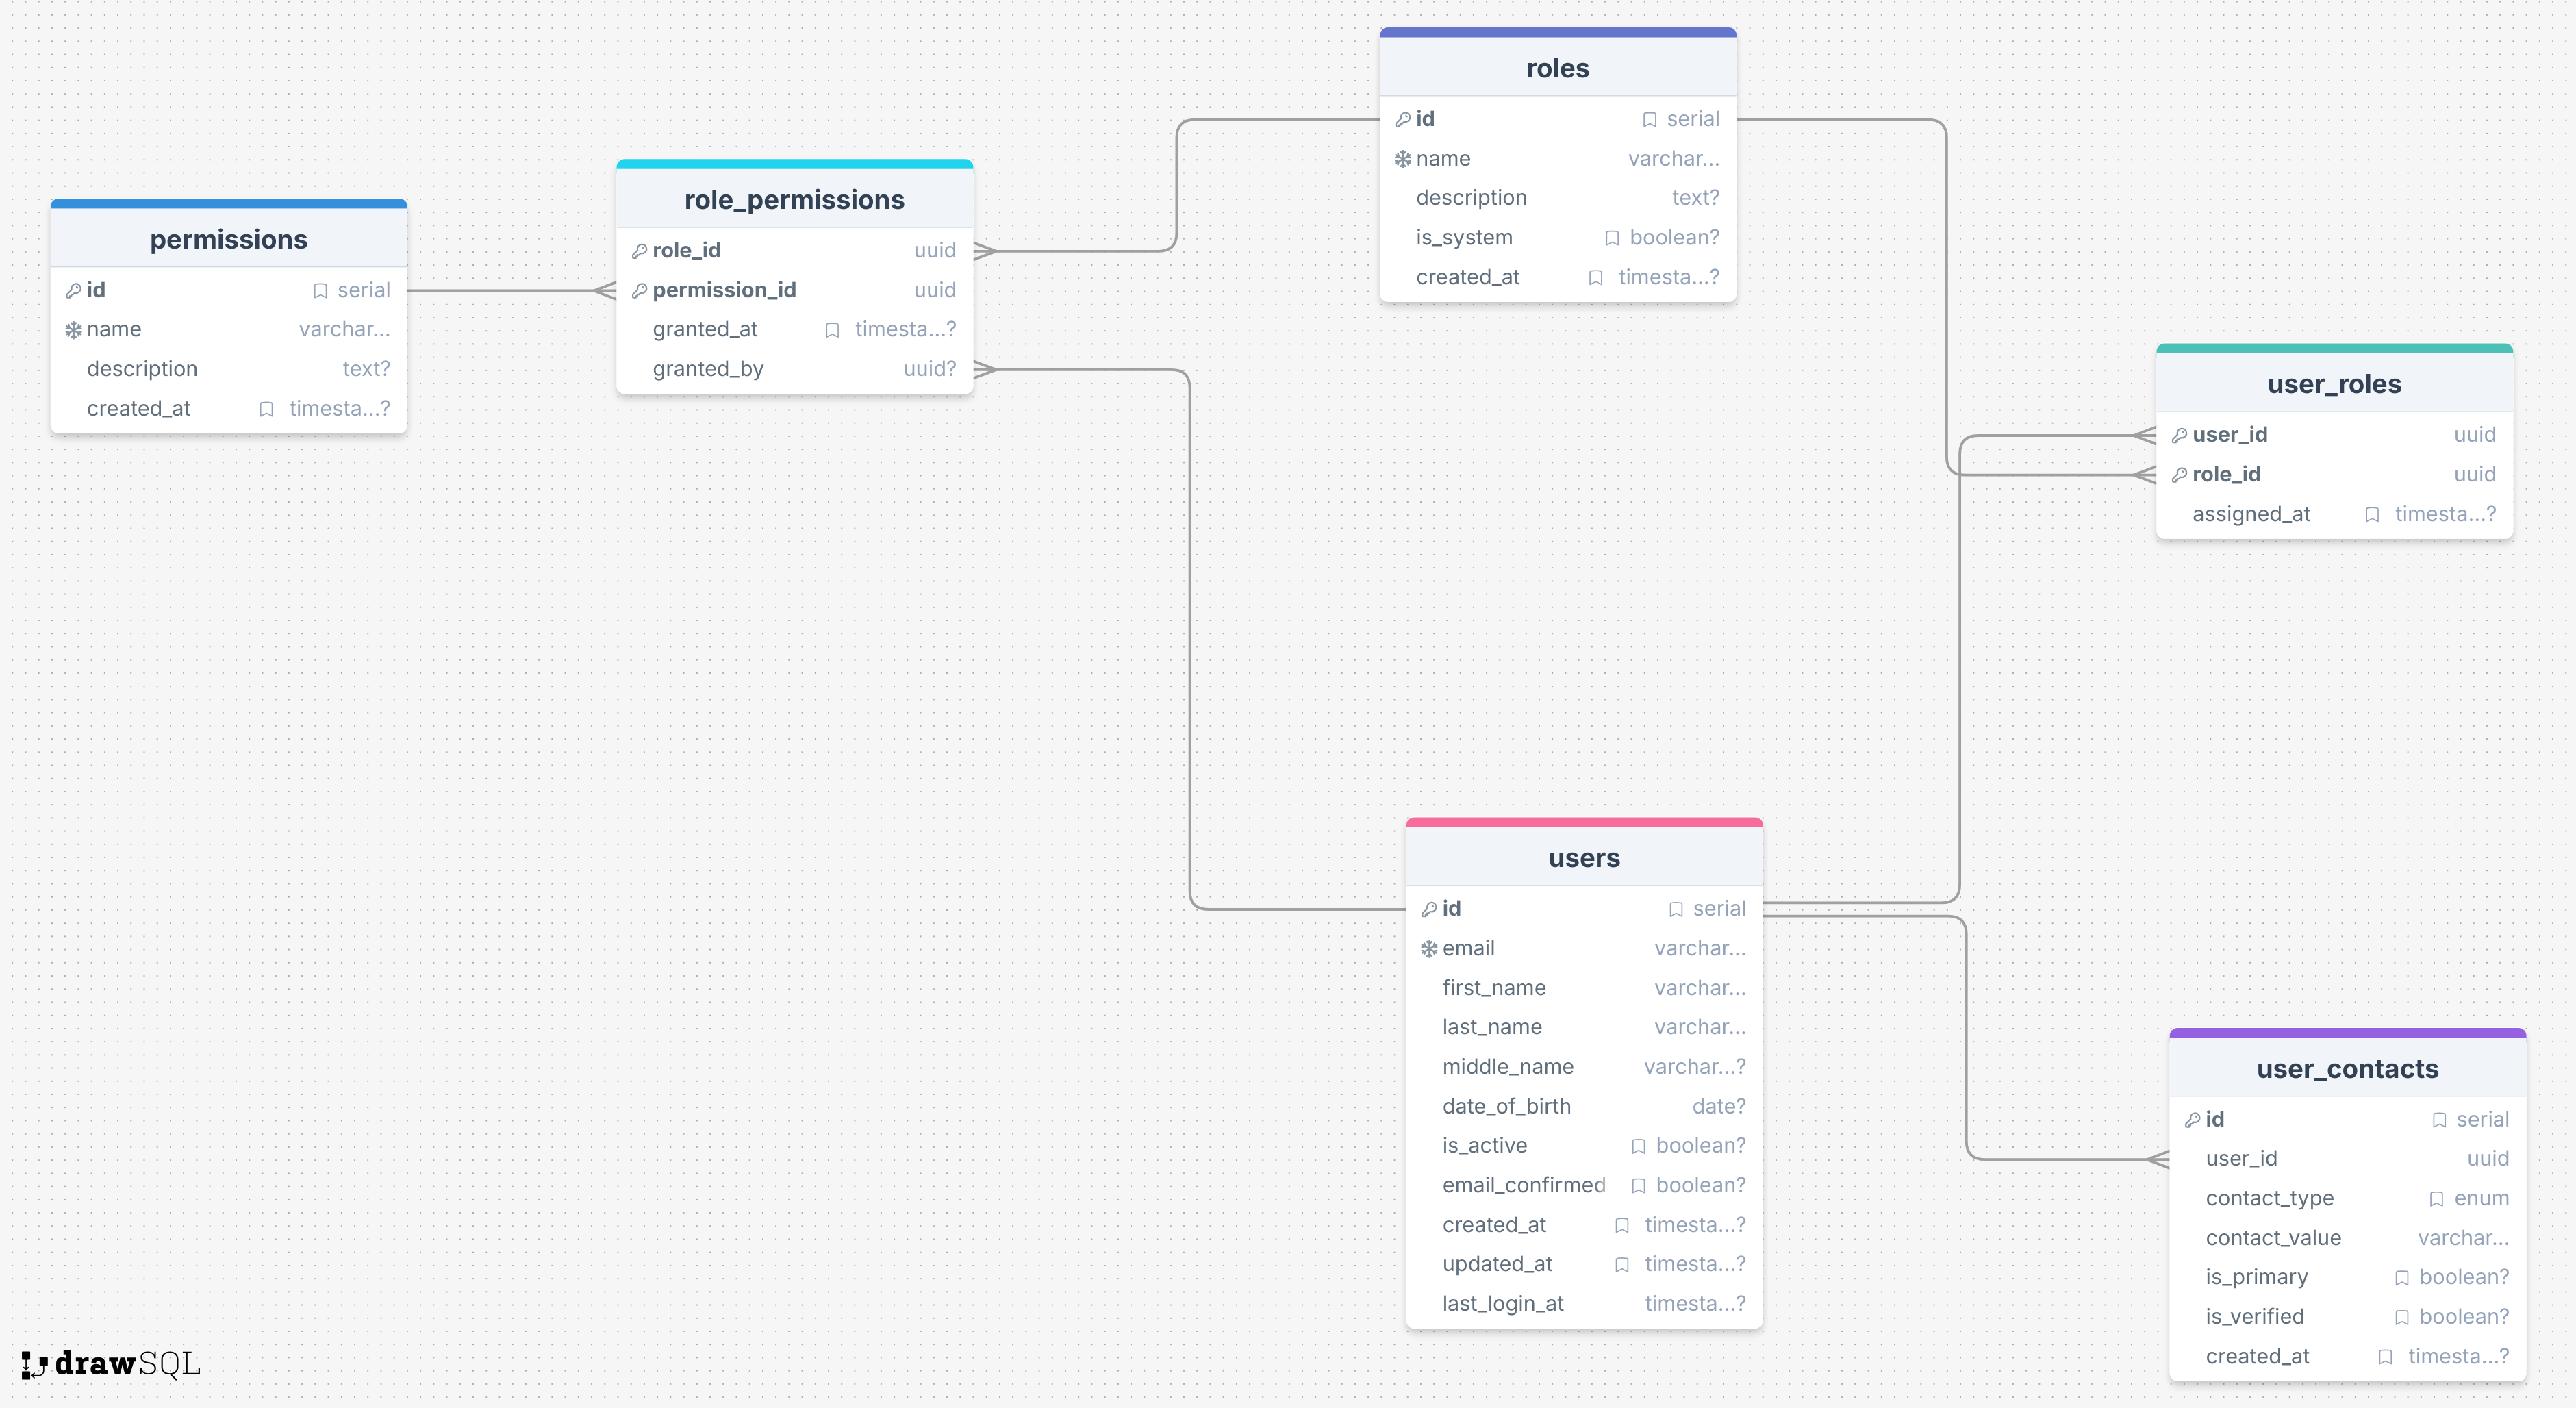 permissions
id serial
name varchar...
description text?
created_at timesta...?
role_permissions
role_id uuid
permission_id uuid
granted_at timesta...?
granted_by uuid?
roles
id serial
name varchar...
description text?
is_system boolean?
created_at timesta...?
user_roles
user_id uuid
role_id uuid
assigned_at timesta...?
users
id serial
email varchar...
first_name varchar...
last_name varchar...
middle_name varchar...?
date_of_birth date?
is_active boolean?
email_confirmed boolean?
created_at timesta...?
updated_at timesta...?
last_login_at timesta...?
user_contacts
id serial
user_id uuid
contact_type enum
contact_value varchar...
is_primary boolean?
is_verified boolean?
created_at timesta...?
drawSQL